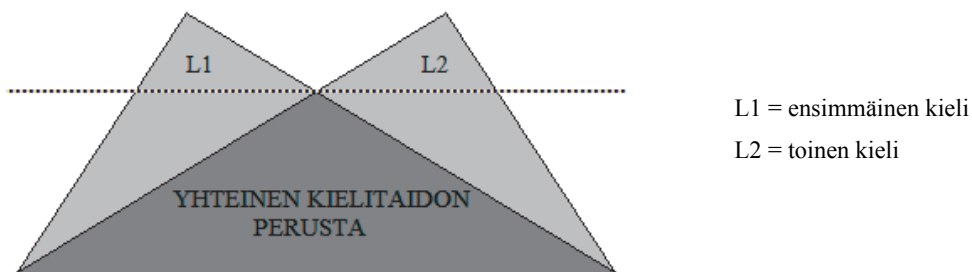 L1
L2
YHTEINEN KIELITAIDON
PERUSTA
L1 = ensimmäinen kieli
L2 = toinen kieli